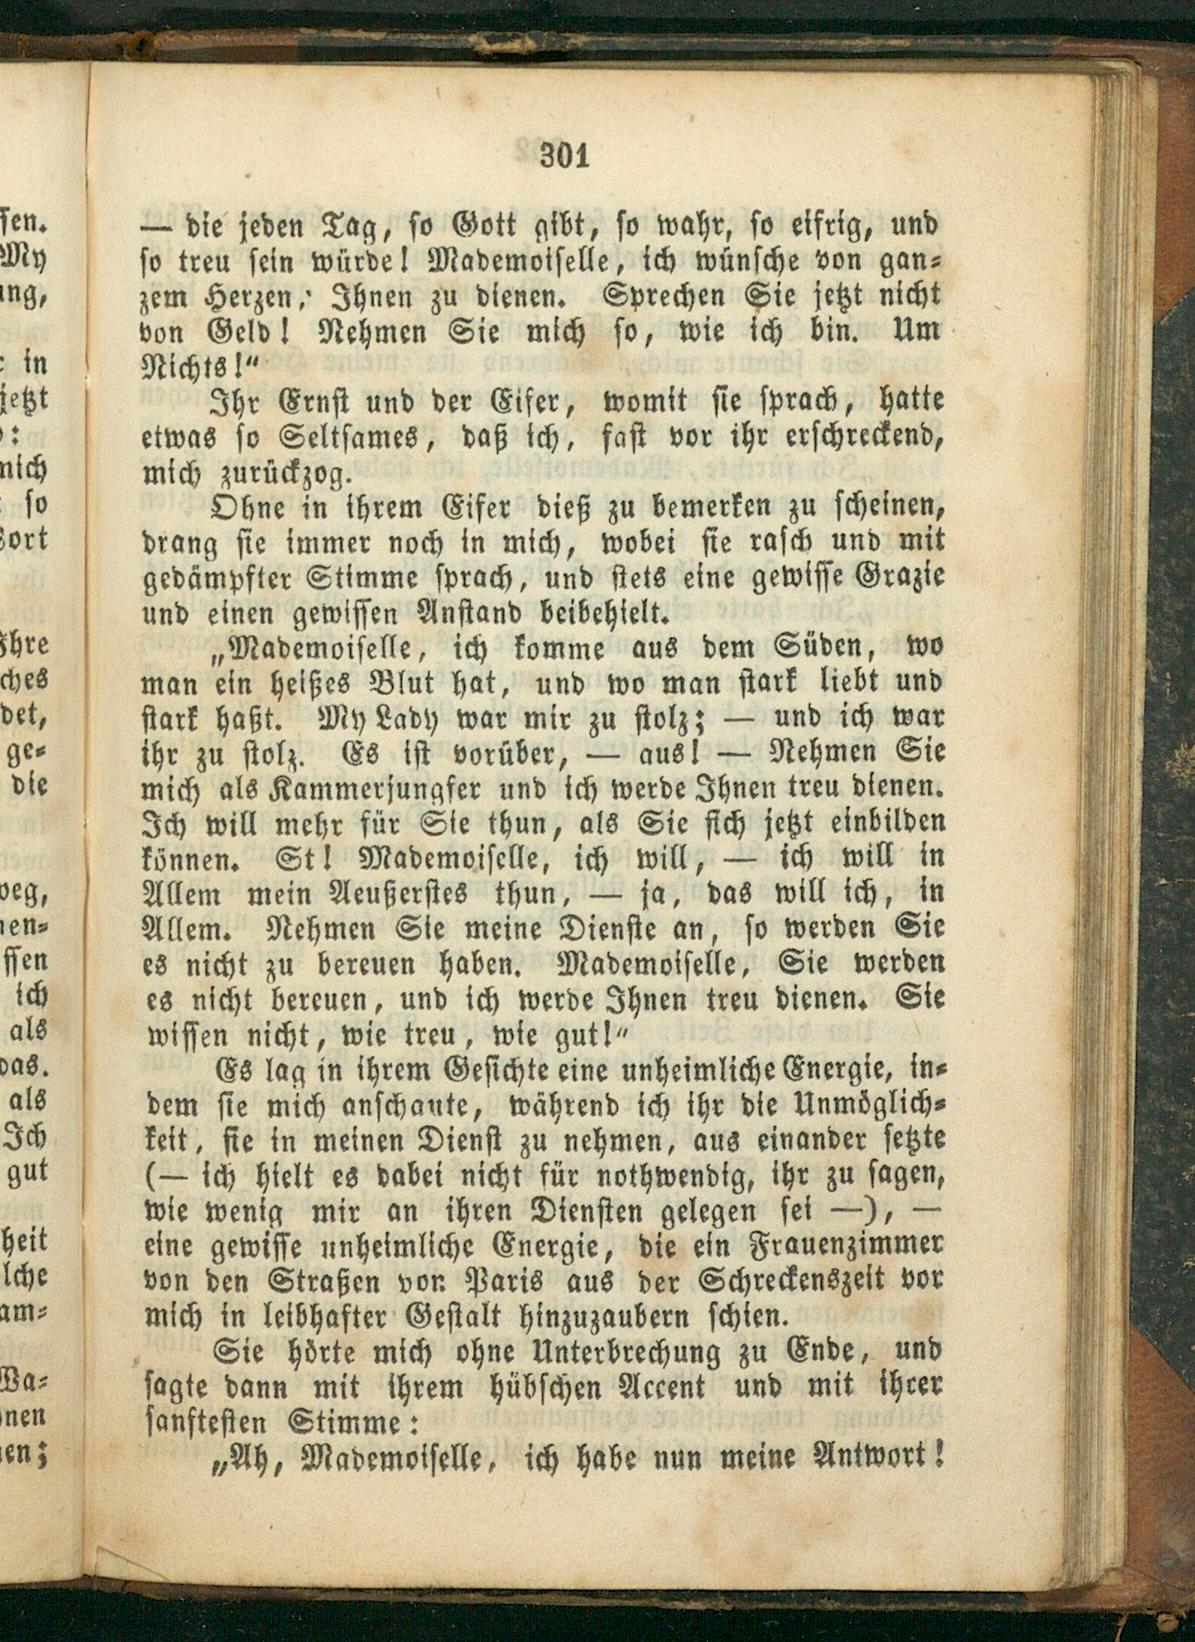 301
— die jeden Tag, so Gott gibt, so wahr, so eifrig, und
so treu sein würde! Mademoiselle, ich wünsche von gan-
zem Herzen, Ihnen zu dienen. Sprechen Sie jetzt nicht
von Geld! Nehmen Sie mich so, wie ich bin. Um
Nichts!“
Ihr Ernst und der Eifer, womit sie sprach, hatte
etwas so Seltsames, daß ich, fast vor ihr erschreckend,
mich zurückzog.
Ohne in ihrem Eifer dieß zu bemerken zu scheinen,
drang sie immer noch in mich, wobei sie rasch und mit
gedämpfter Stimme sprach, und stets eine gewisse Grazie
und einen gewissen Anstand beibehielt.
„Mademoiselle, ich komme aus dem Süden, wo
man ein heißes Blut hat, und wo man stark liebt und
stark haßt. My Lady war mir zu stolz; — und ich war
ihr zu stolz. Es ist vorüber, — aus! — Nehmen Sie
mich als Kammerjungfer und ich werde Ihnen treu dienen.
Ich will mehr für Sie thun, als Sie sich jetzt einbilden
können. St! Mademoiselle, ich will, — ich will in
Allem mein Aeußerstes thun, — ja, das will ich, in
Allem. Nehmen Sie meine Dienste an, so werden Sie
es nicht zu bereuen haben. Mademoiselle, Sie werden
es nicht bereuen, und ich werde Ihnen treu dienen. Sie
wissen nicht, wie treu, wie gut!“
Es lag in ihrem Gesichte eine unheimliche Energie, in-
dem sie mich anschaute, während ich ihr die Unmöglich-
keit, sie in meinen Dienst zu nehmen, aus einander setzte
(— ich hielt es dabei nicht für nothwendig, ihr zu sagen,
wie wenig mir an ihren Diensten gelegen sei —), —
eine gewisse unheimliche Energie, die ein Frauenzimmer
von den Straßen von Paris aus der Schreckenszeit vor
mich in leibhafter Gestalt hinzuzaubern schien.
Sie hörte mich ohne Unterbrechung zu Ende, und
sagte dann mit ihrem hübschen Accent und mit ihrer
sanftesten Stimme:
„Ah, Mademoiselle, ich habe nun meine Antwort!